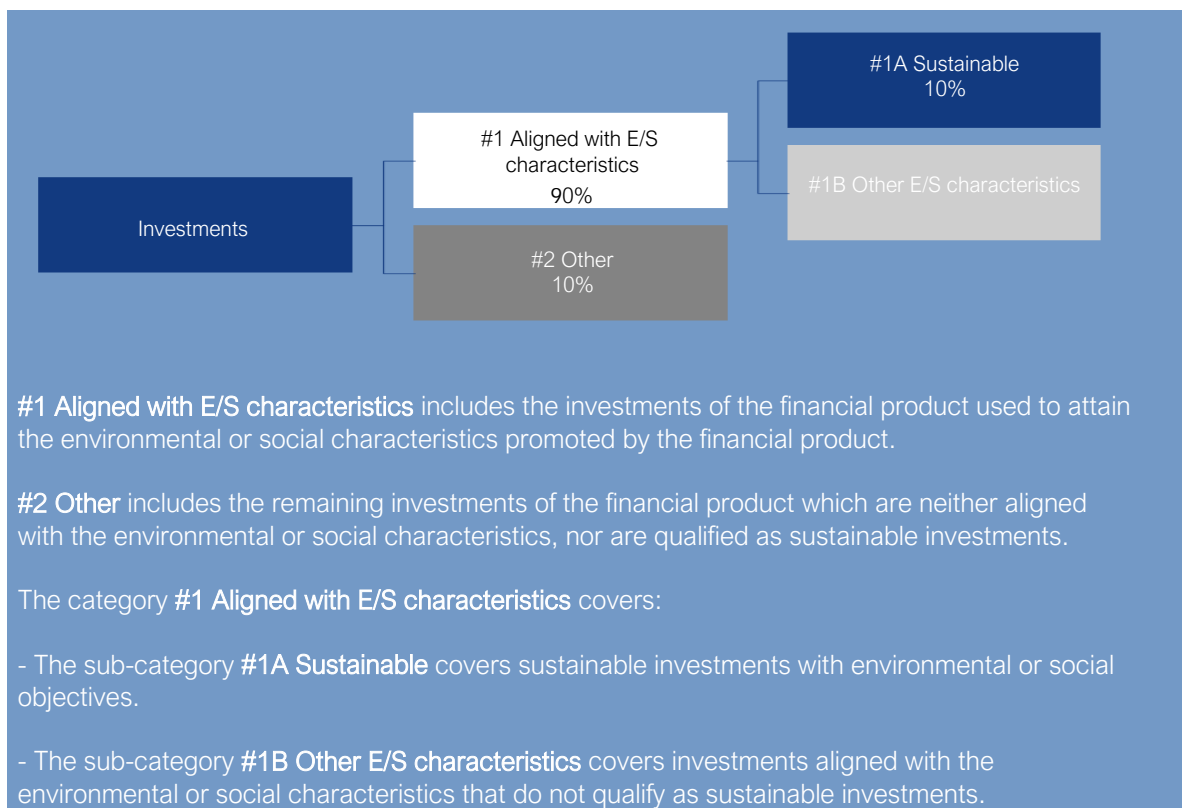 #1A Sustainable
10%
#1 Aligned with E/S
characteristics
90%
#1B Other E/S characteristics
Investments
#2 Other
10%
#1 Aligned with E/S characteristics includes the investments of the financial product used to attain
the environmental or social characteristics promoted by the financial product.
#2 Other includes the remaining investments of the financial product which are neither aligned
with the environmental or social characteristics, nor are qualified as sustainable investments.
The category #1 Aligned with E/S characteristics covers:
- The sub-category #1A Sustainable covers sustainable investments with environmental or social
objectives.
- The sub-category #1B Other E/S characteristics covers investments aligned with the
environmental or social characteristics that do not qualify as sustainable investments.